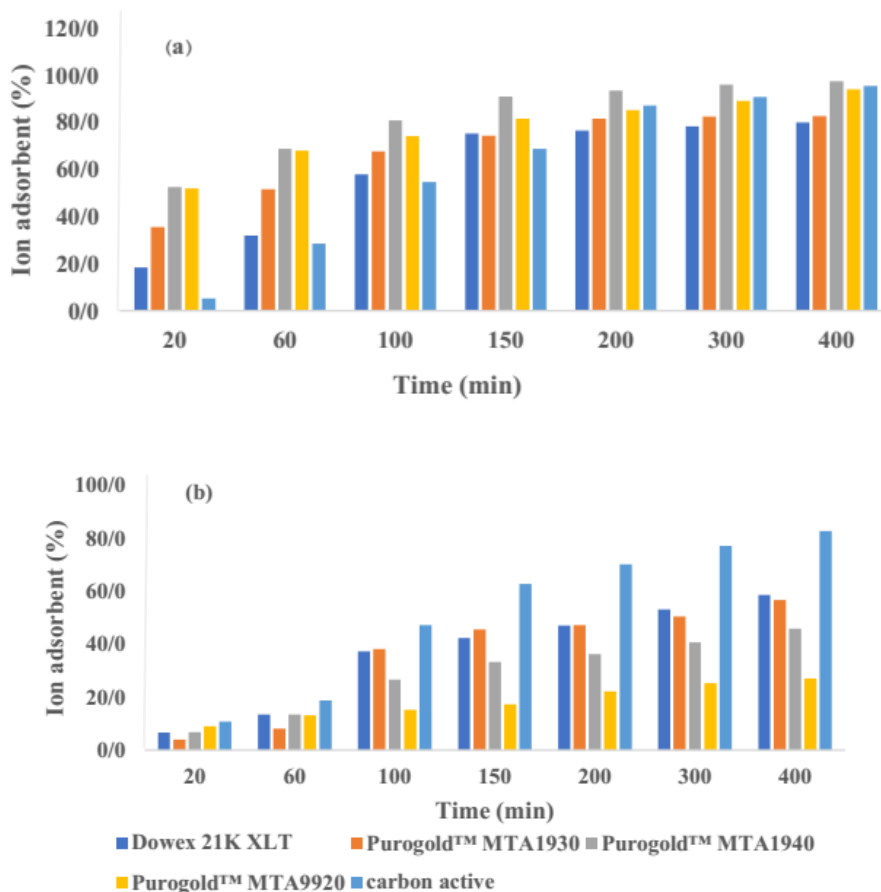 (a)
Ion adsorbent (%)
120/0
100/0
80/0
60/0
40/0
20/0
0/0
20 60 100 150 200 300 400
Time (min)
(b)
Ion adsorbent (%)
100/0
80/0
60/0
40/0
20/0
0/0
20 60 100 150 200 300 400
Time (min)
Dowex 21K XLT Purogold™ MTA1930 Purogold™ MTA1940
Purogold™ MTA9920 carbon active